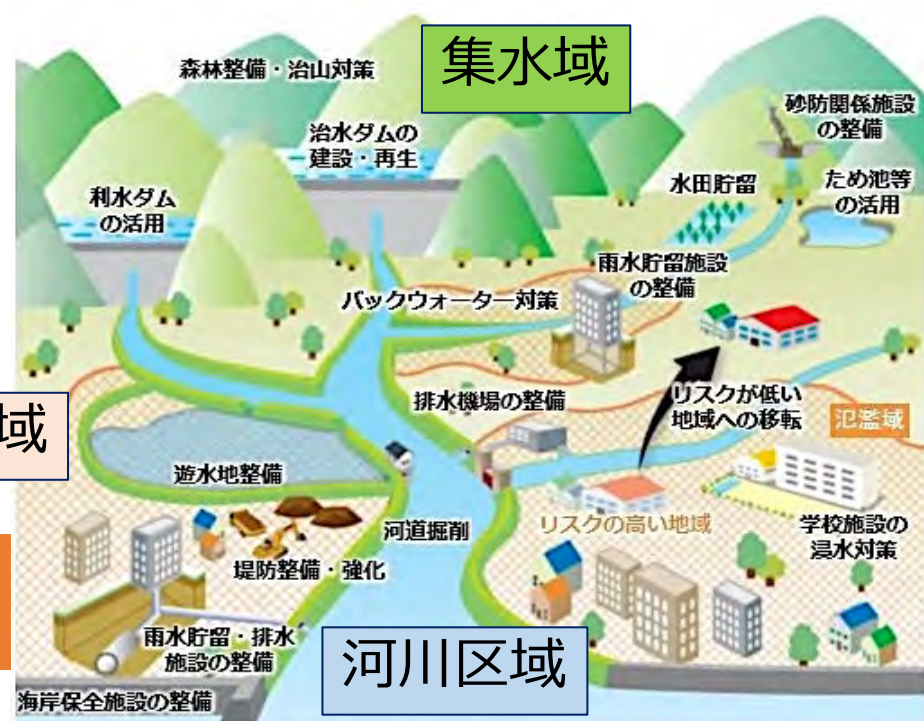 集水域
森林整備・治山対策
砂防関係施設
の整備
治水ダムの
建設・再生
水田貯留
ため池等
の活用
利水ダム
の活用
雨水貯留施設
の整備
バックウォーター対策
リスクが低い
地域への移転
排水機場の整備
氾濫域
域
遊水地整備
リスクの高い地域
学校施設の
浸水対策
河道掘削
堤防整備・強化
雨水貯留・排水
施設の整備
河川区域
海岸保全施設の整備